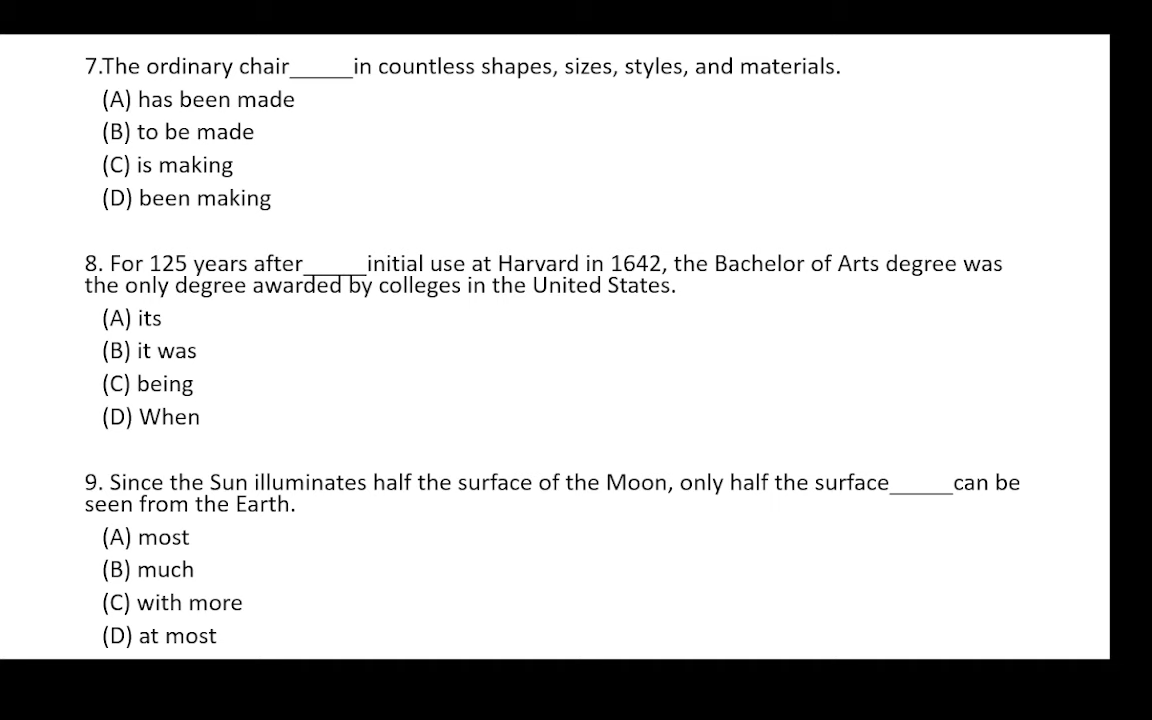 7.The ordinary chair_____in countless shapes, sizes, styles, and materials.
(A) has been made
(B) to be made
(C) is making
(D) been making
8. For 125 years after_____initial use at Harvard in 1642, the Bachelor of Arts degree was
the only degree awarded by colleges in the United States.
(A) its
(B) it was
(C) being
(D) When
9. Since the Sun illuminates half the surface of the Moon, only half the surface_____can be
seen from the Earth.
(A) most
(B) much
(C) with more
(D) at most